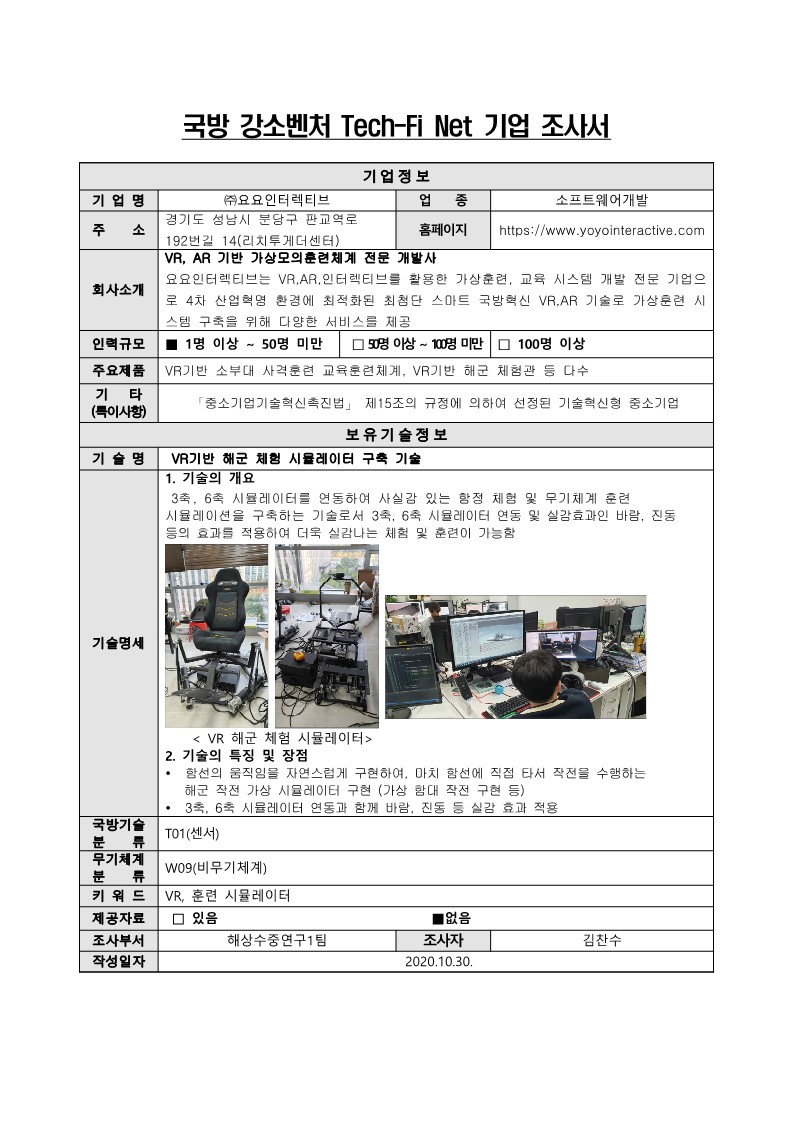 국방 강소벤처 Tech-Fi Net 기업 조사서
기업정보
기 업 명 ㈜요요인터렉티브 업 종 소프트웨어개발
주 소 경기도 성남시 분당구 판교역로
192번길 14(리치투게더센터)
홈페이지 https://www.yoyointeractive.com
회사소개
VR, AR 기반 가상모의훈련체계 전문 개발사
요요인터렉티브는 VR,AR,인터렉티브를 활용한 가상훈련, 교육 시스템 개발 전문 기업으
로 4차 산업혁명 환경에 최적화된 최첨단 스마트 국방혁신 VR,AR 기술로 가상훈련 시
스템 구축을 위해 다양한 서비스를 제공
인력규모 ■ 1명 이상 ~ 50명 미만 □ 50명 이상 ~ 100명 미만 □ 100명 이상
주요제품 VR기반 소부대 사격훈련 교육훈련체계, VR기반 해군 체험관 등 다수
기 타
(특이사항)
「중소기업기술혁신촉진법」 제15조의 규정에 의하여 선정된 기술혁신형 중소기업
보유기술정보
기 술 명 VR기반 해군 체험 시뮬레이터 구축 기술
기술명세
1. 기술의 개요
3축, 6축 시뮬레이터를 연동하여 사실감 있는 함정 체험 및 무기체계 훈련
시뮬레이션을 구축하는 기술로서 3축, 6축 시뮬레이터 연동 및 실감효과인 바람, 진동
등의 효과를 적용하여 더욱 실감나는 체험 및 훈련이 가능함
< VR 해군 체험 시뮬레이터>
2. 기술의 특징 및 장점
• 함선의 움직임을 자연스럽게 구현하여, 마치 함선에 직접 타서 작전을 수행하는
해군 작전 가상 시뮬레이터 구현 (가상 함대 작전 구현 등)
• 3축, 6축 시뮬레이터 연동과 함께 바람, 진동 등 실감 효과 적용
국방기술
분 류
T01(센서)
무기체계
분 류
W09(비무기체계)
키 워 드 VR, 훈련 시뮬레이터
제공자료 □ 있음 ■없음
조사부서 해상수중연구1팀 조사자 김찬수
작성일자 2020.10.30.